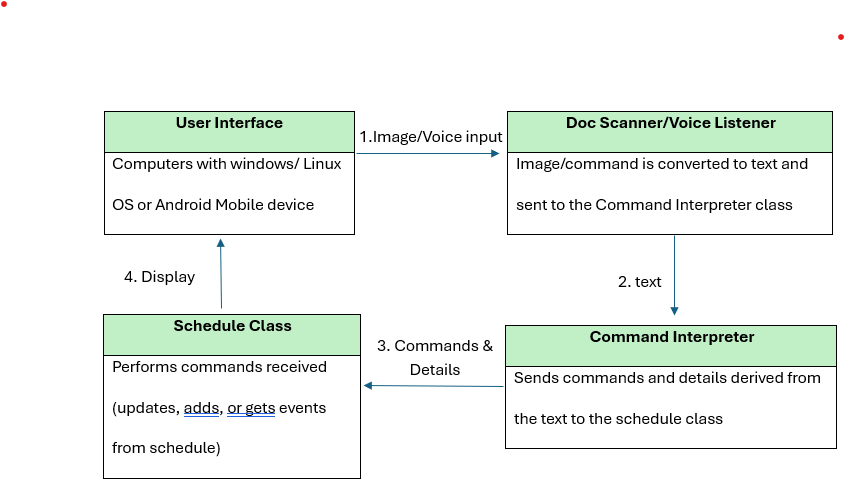 User Interface
Computers with windows/ Linux
OS or Android Mobile device
1.Image/Voice input
Doc Scanner/Voice Listener
Image/command is converted to text and
sent to the Command Interpreter class
2. text
Command Interpreter
Sends commands and details derived from
the text to the schedule class
3. Commands &
Details
Schedule Class
Performs commands received
(updates, adds, or gets events
from schedule)
4. Display